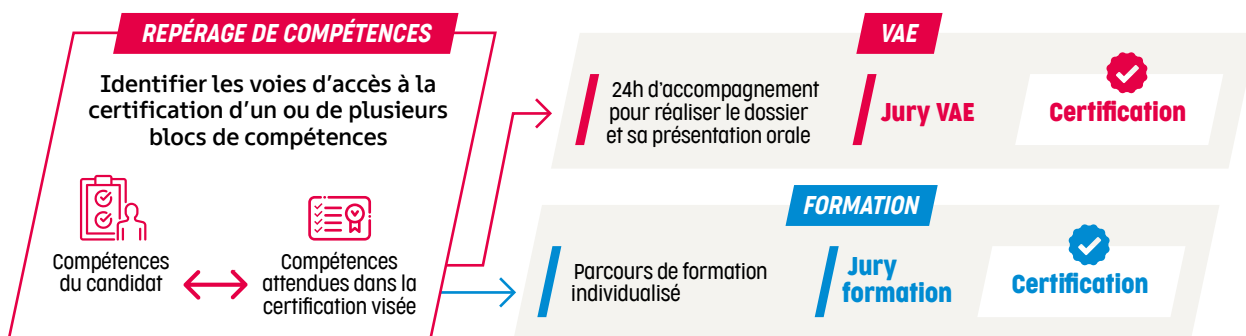 REPÉRAGE DE COMPÉTENCES
Identifier les voies d’accès à la
certification d’un ou de plusieurs
blocs de compétences
Compétences
du candidat
Compétences
attendues dans la
certification visée
VAE
24h d’accompagnement
pour réaliser le dossier
et sa présentation orale
Jury VAE
Certification
FORMATION
Parcours de formation
individualisé
Jury
formation
Certification